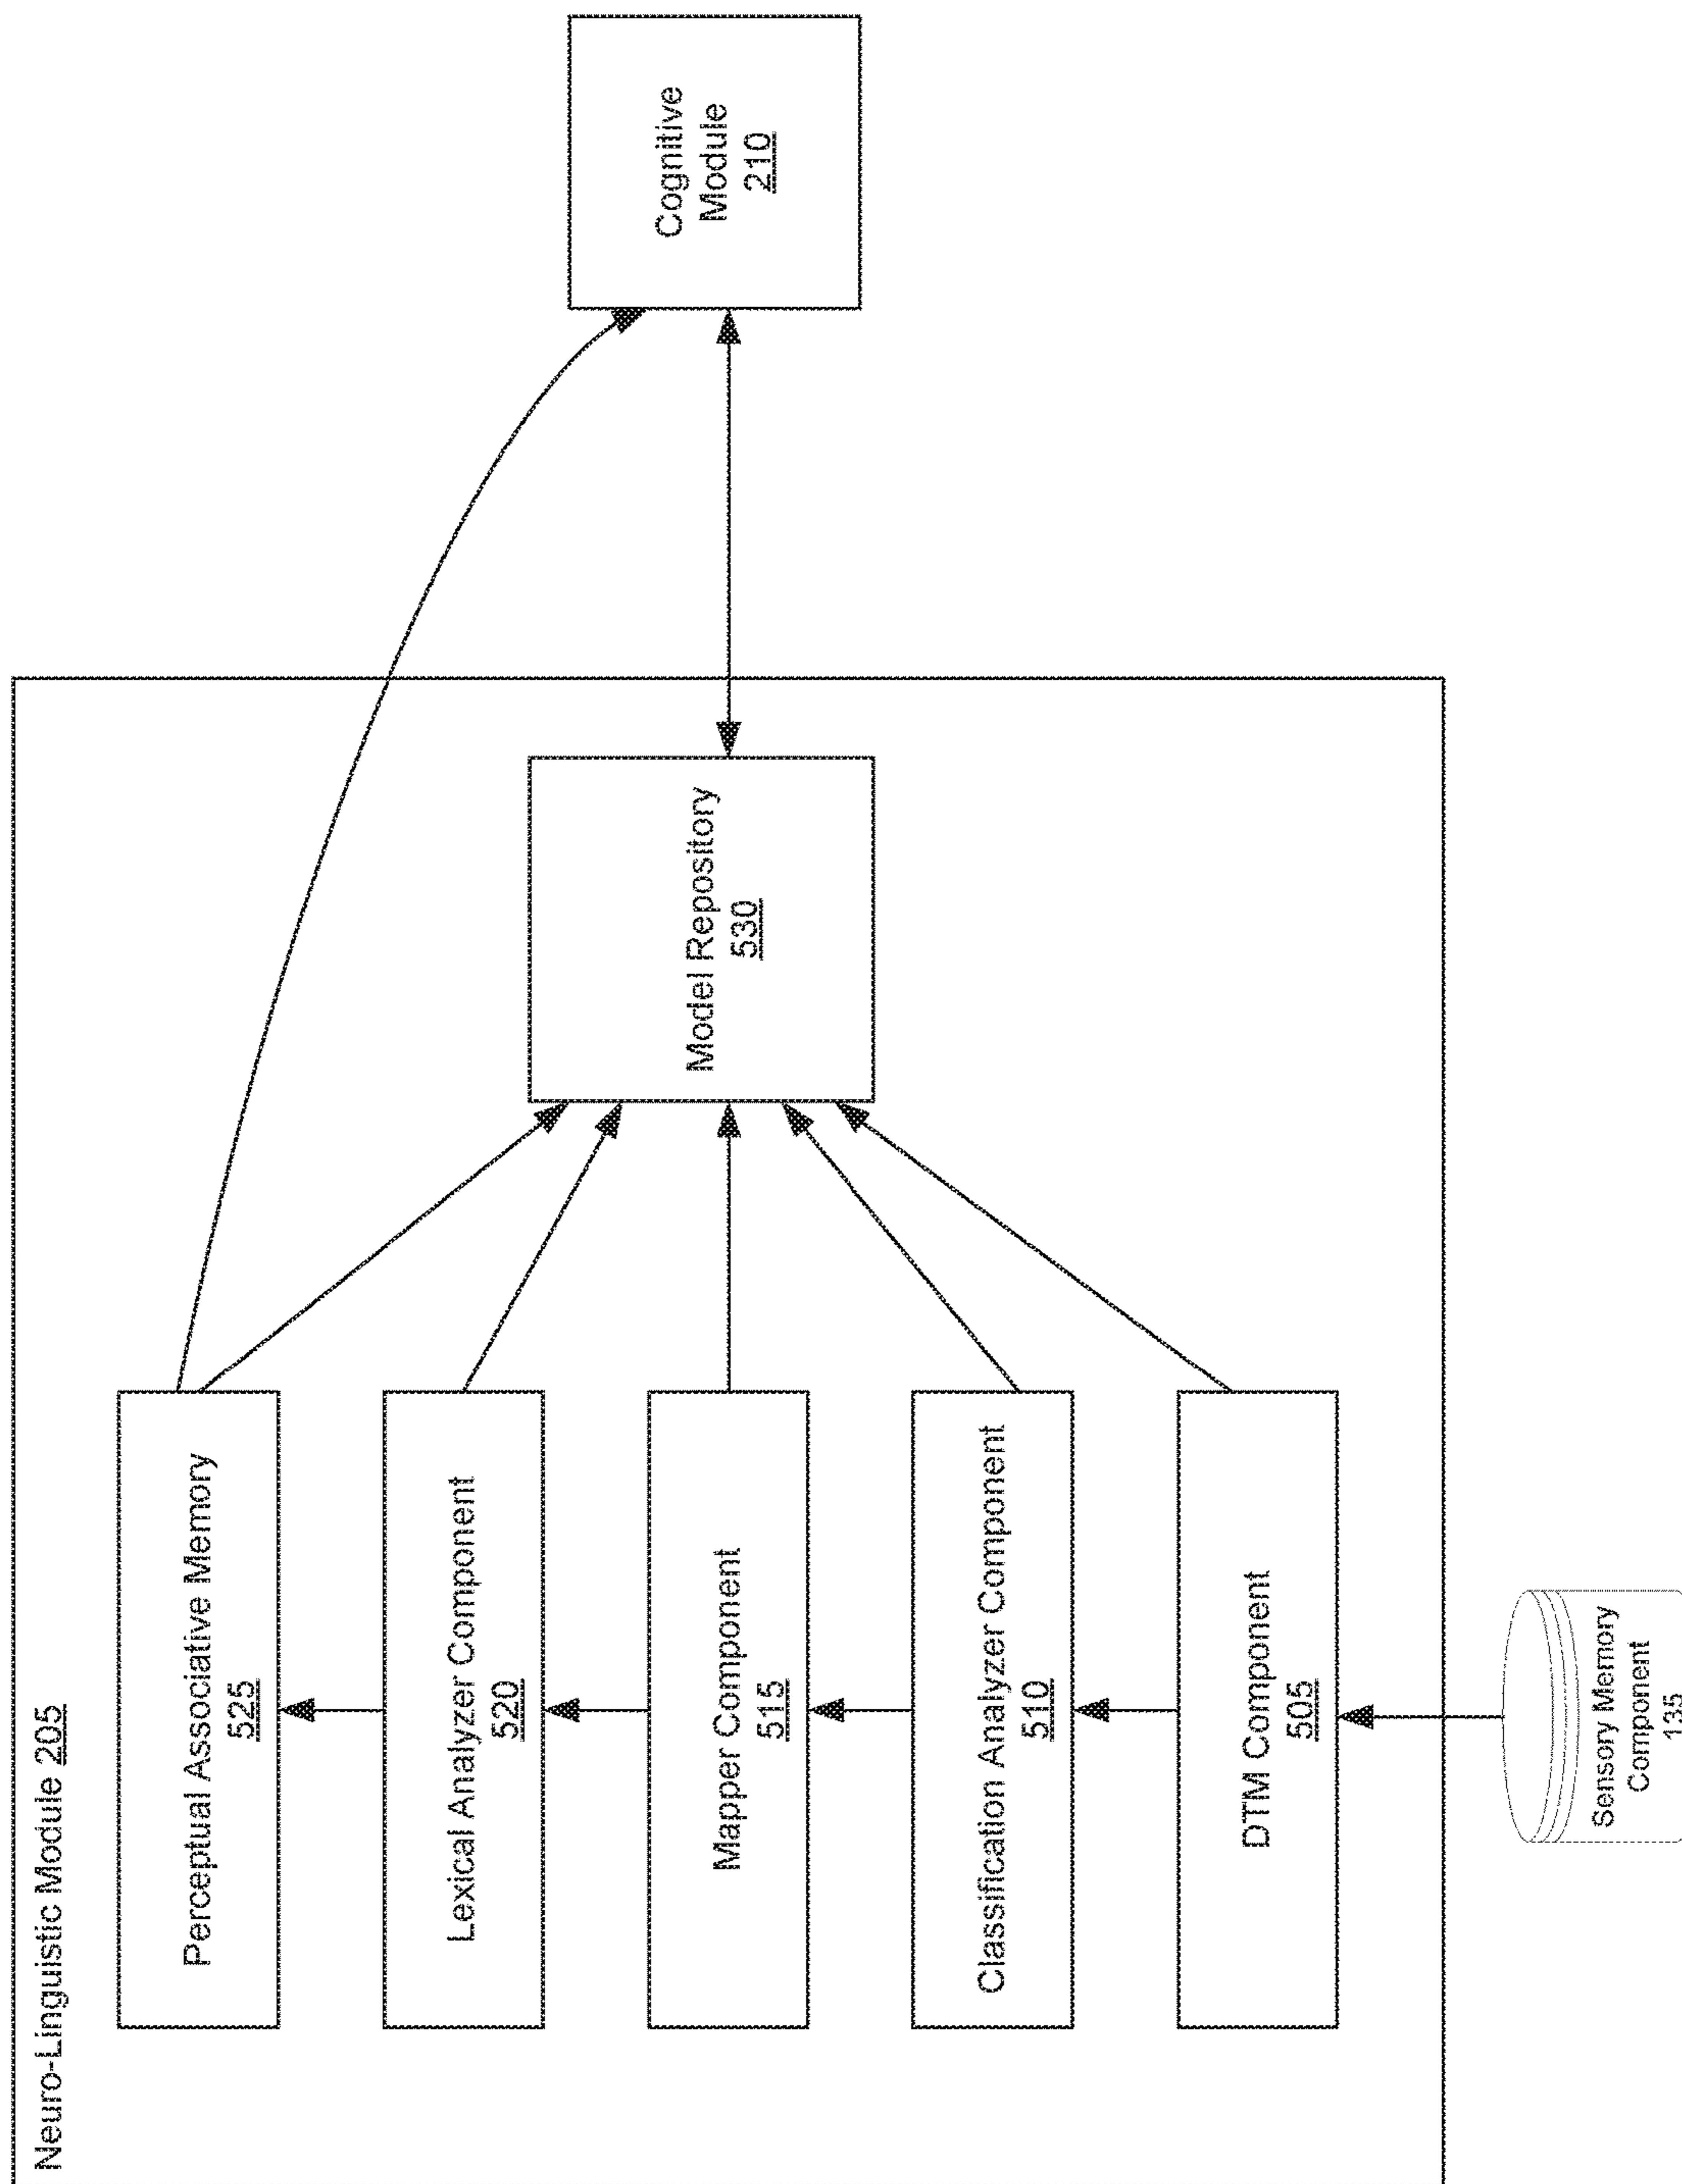 Neuro-Linguistic Module 205
Perceptual Associative Memory
525
Lexical Analyzer Component
520
Mapper Component
515
Classification Analyzer Component
510
DTM Component
505
Model Repository
530
Cognitive
Module
210
Sensory Memory
Component
135